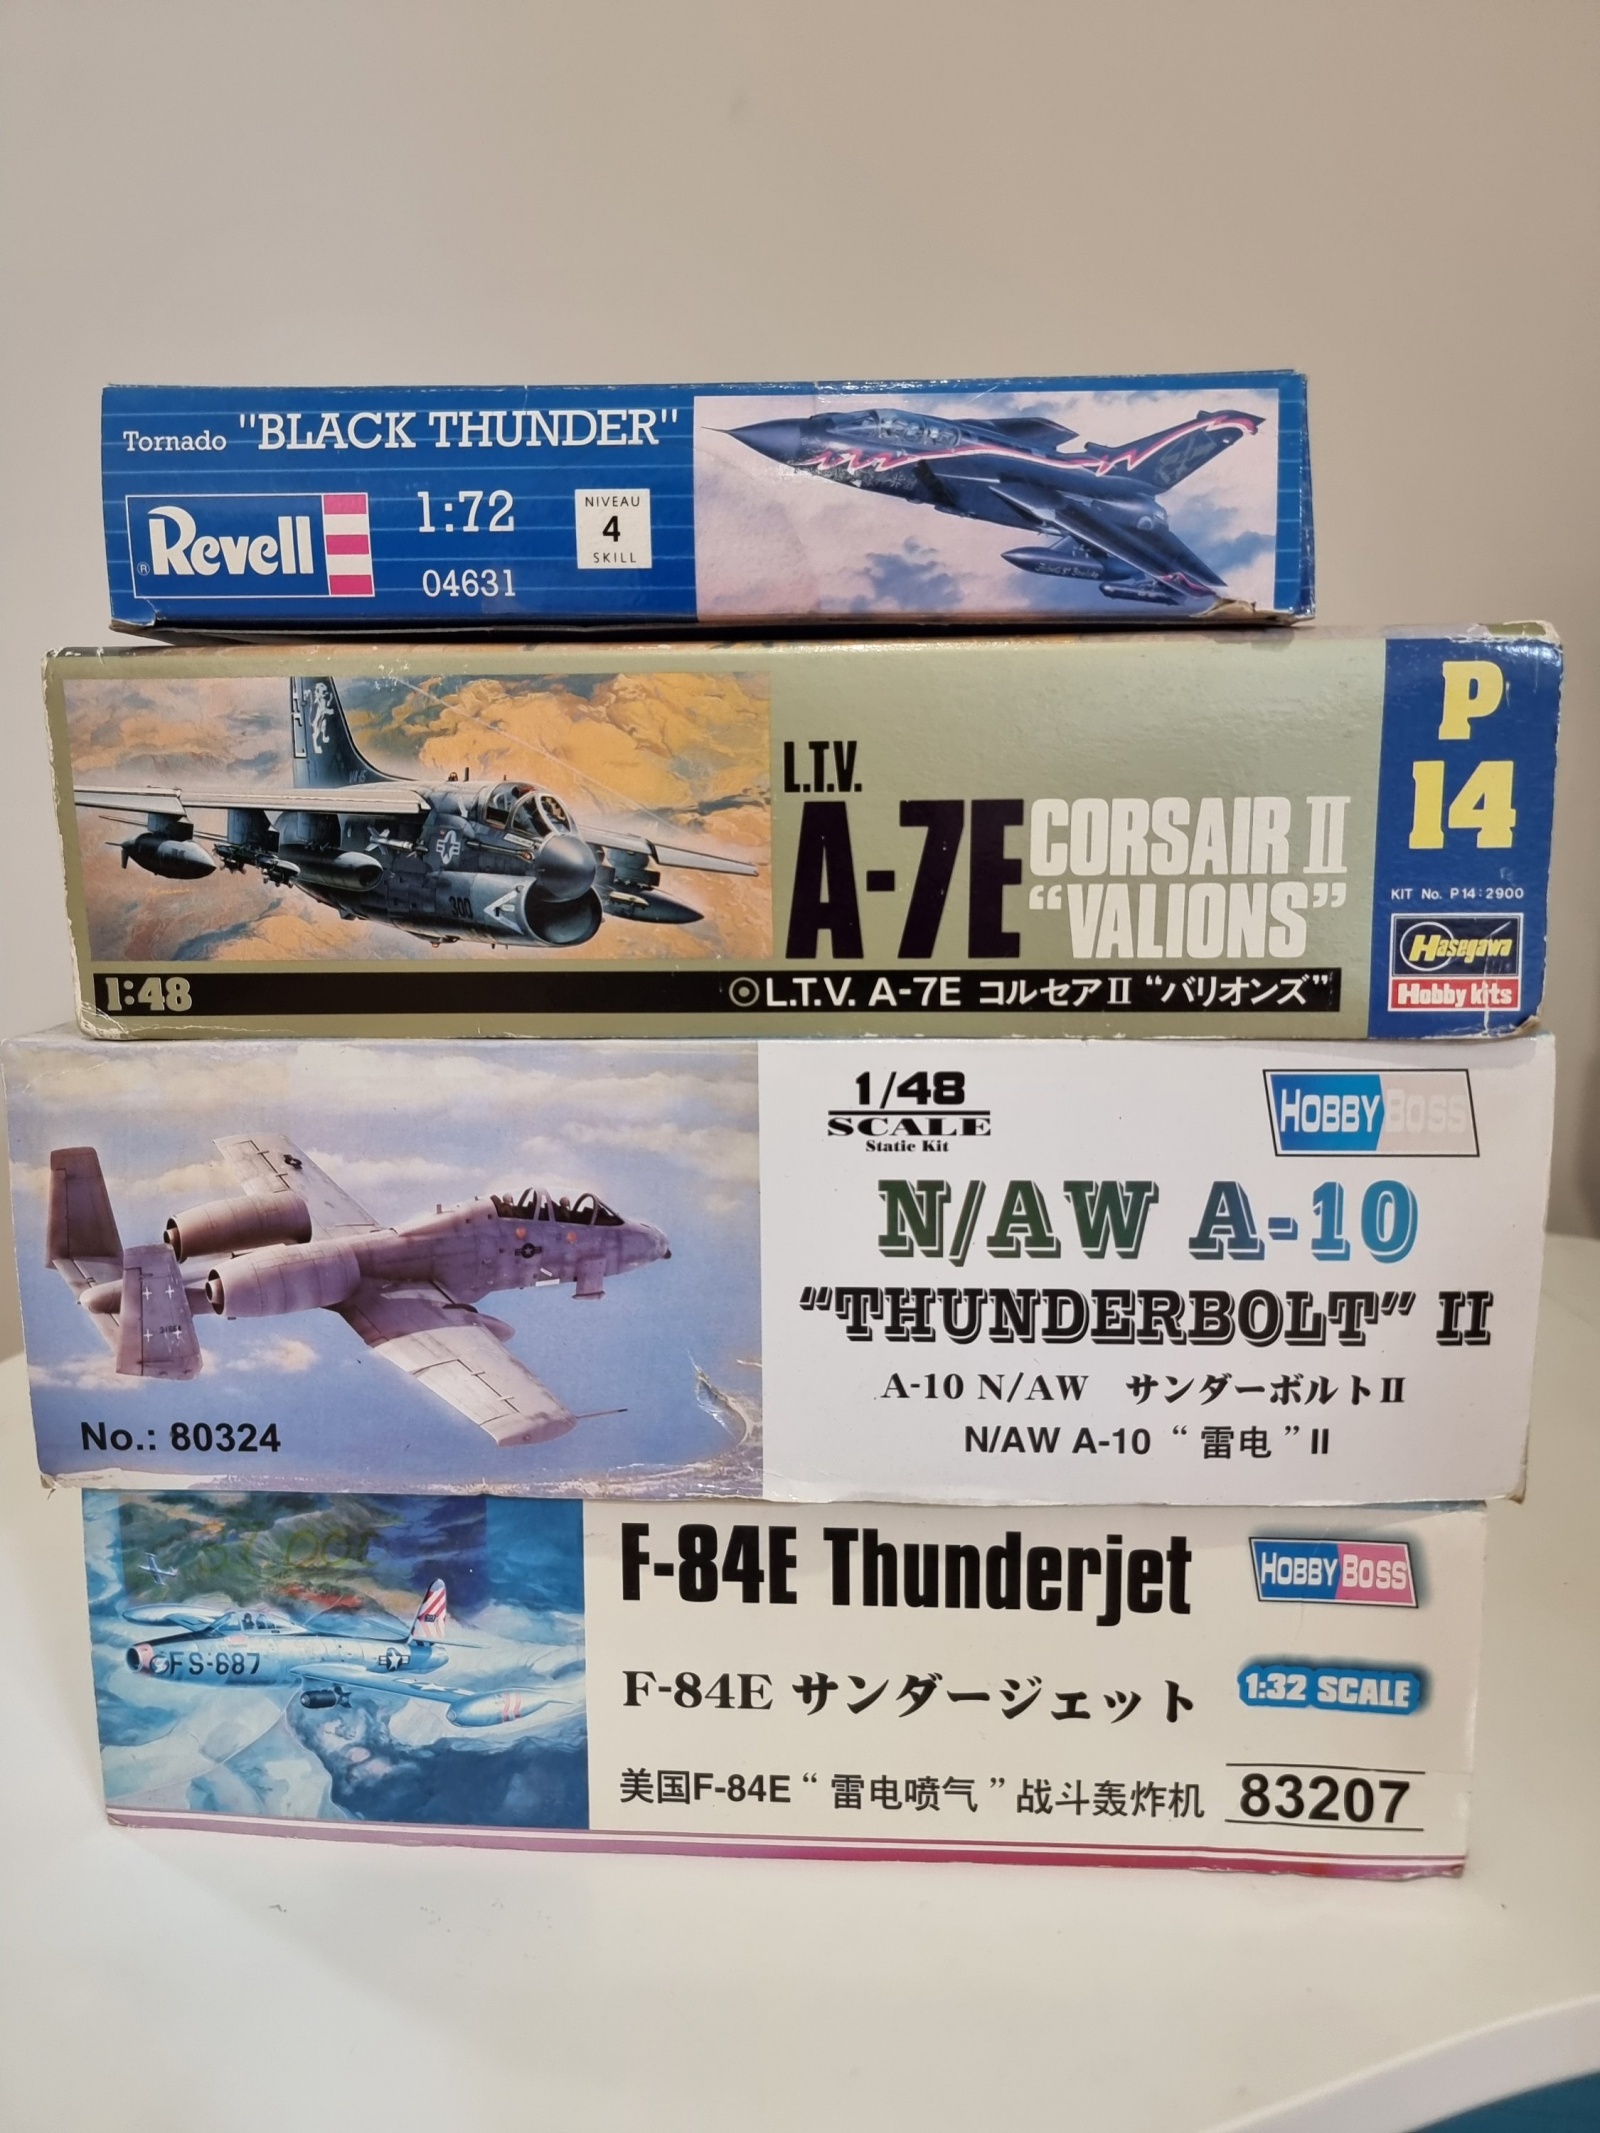 Tornado "BLACK THUNDER"
Revell
®
1:72
04631
NIVEAU
4
SKILL
L.T.V.
A-7E CORSAIR II
"VALIONS"
1:48
L.T.V. A-7E コルセアII "バリオンズ"
300
P
14
KIT No. P14:2900
Hasegawa
Hobby kits
1/48
SCALE
Static Kit
HOBBYBOSS
N/AW A-10
"THUNDERBOLT" II
A-10 N/AW サンダーボルトII
N/AW A-10 “雷电”II
No.: 80324
F-84E Thunderjet
HOBBYBOSS
F-84E サンダージェット
1:32 SCALE
美国F-84E“雷电喷气”战斗轰炸机
83207
FS-687